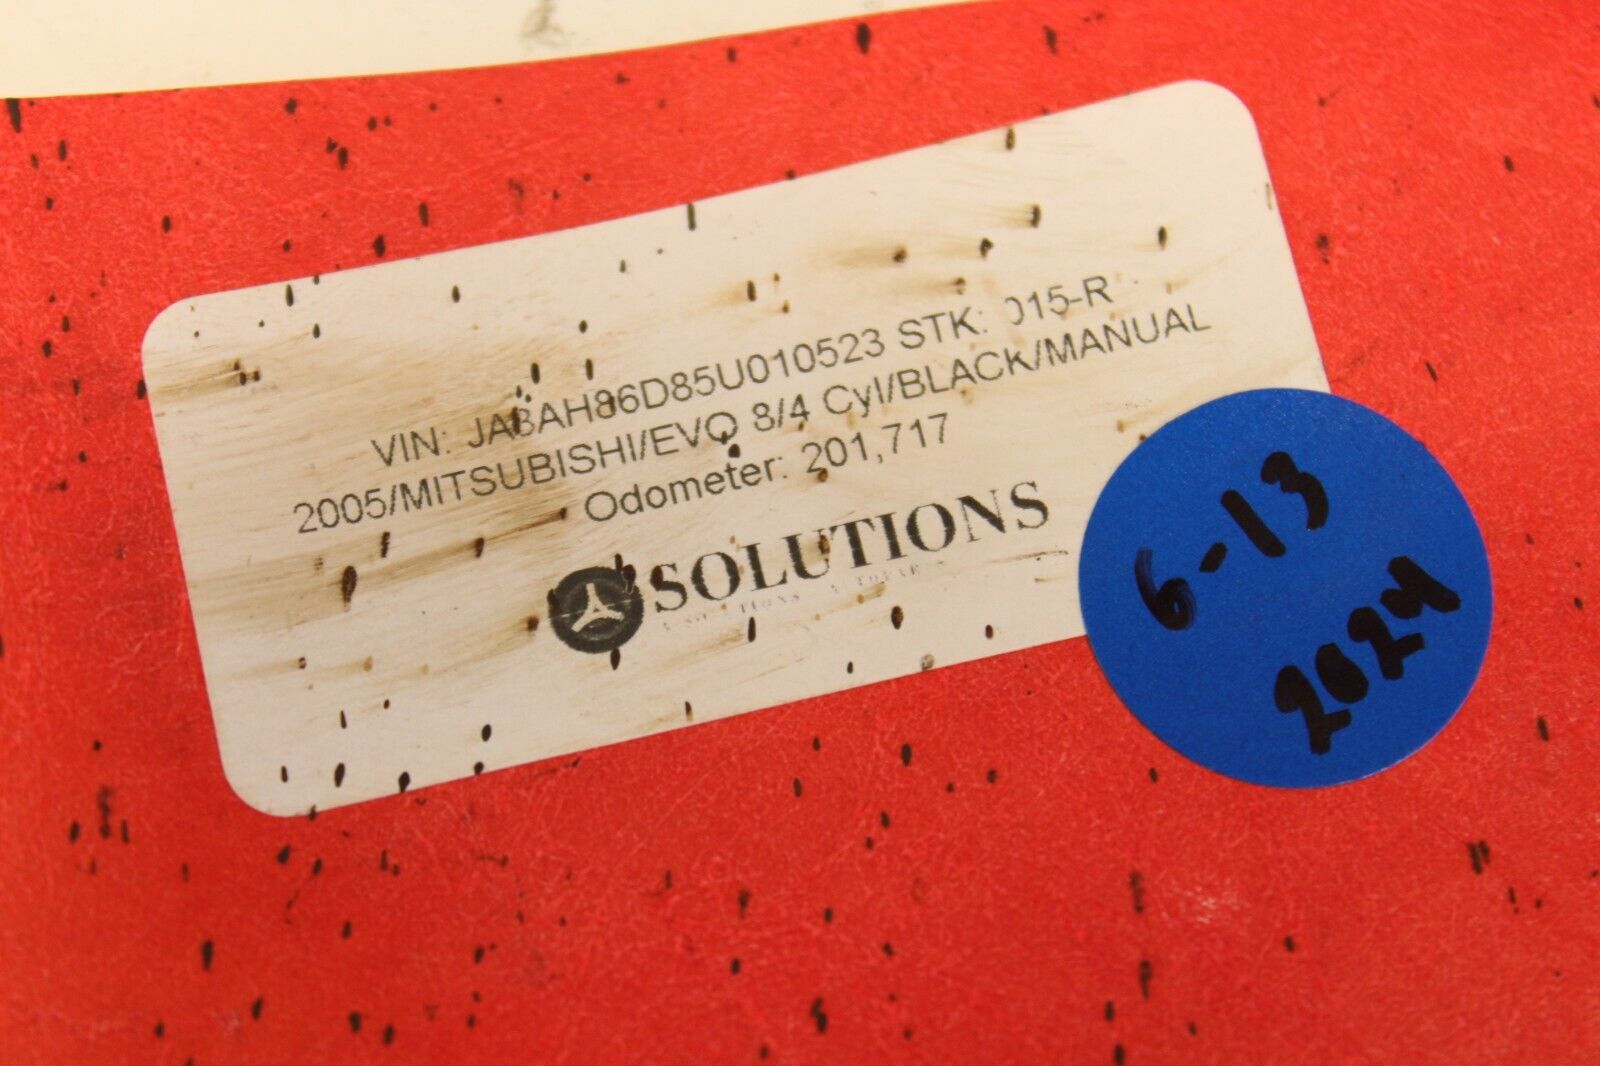 VIN: JA3AH86D85U010523 STK: 015-R
2005/MITSUBISHI/EVO 8/4 Cyl/BLACK/MANUAL
Odometer: 201,717
SOLUTIONS
6-13
2024